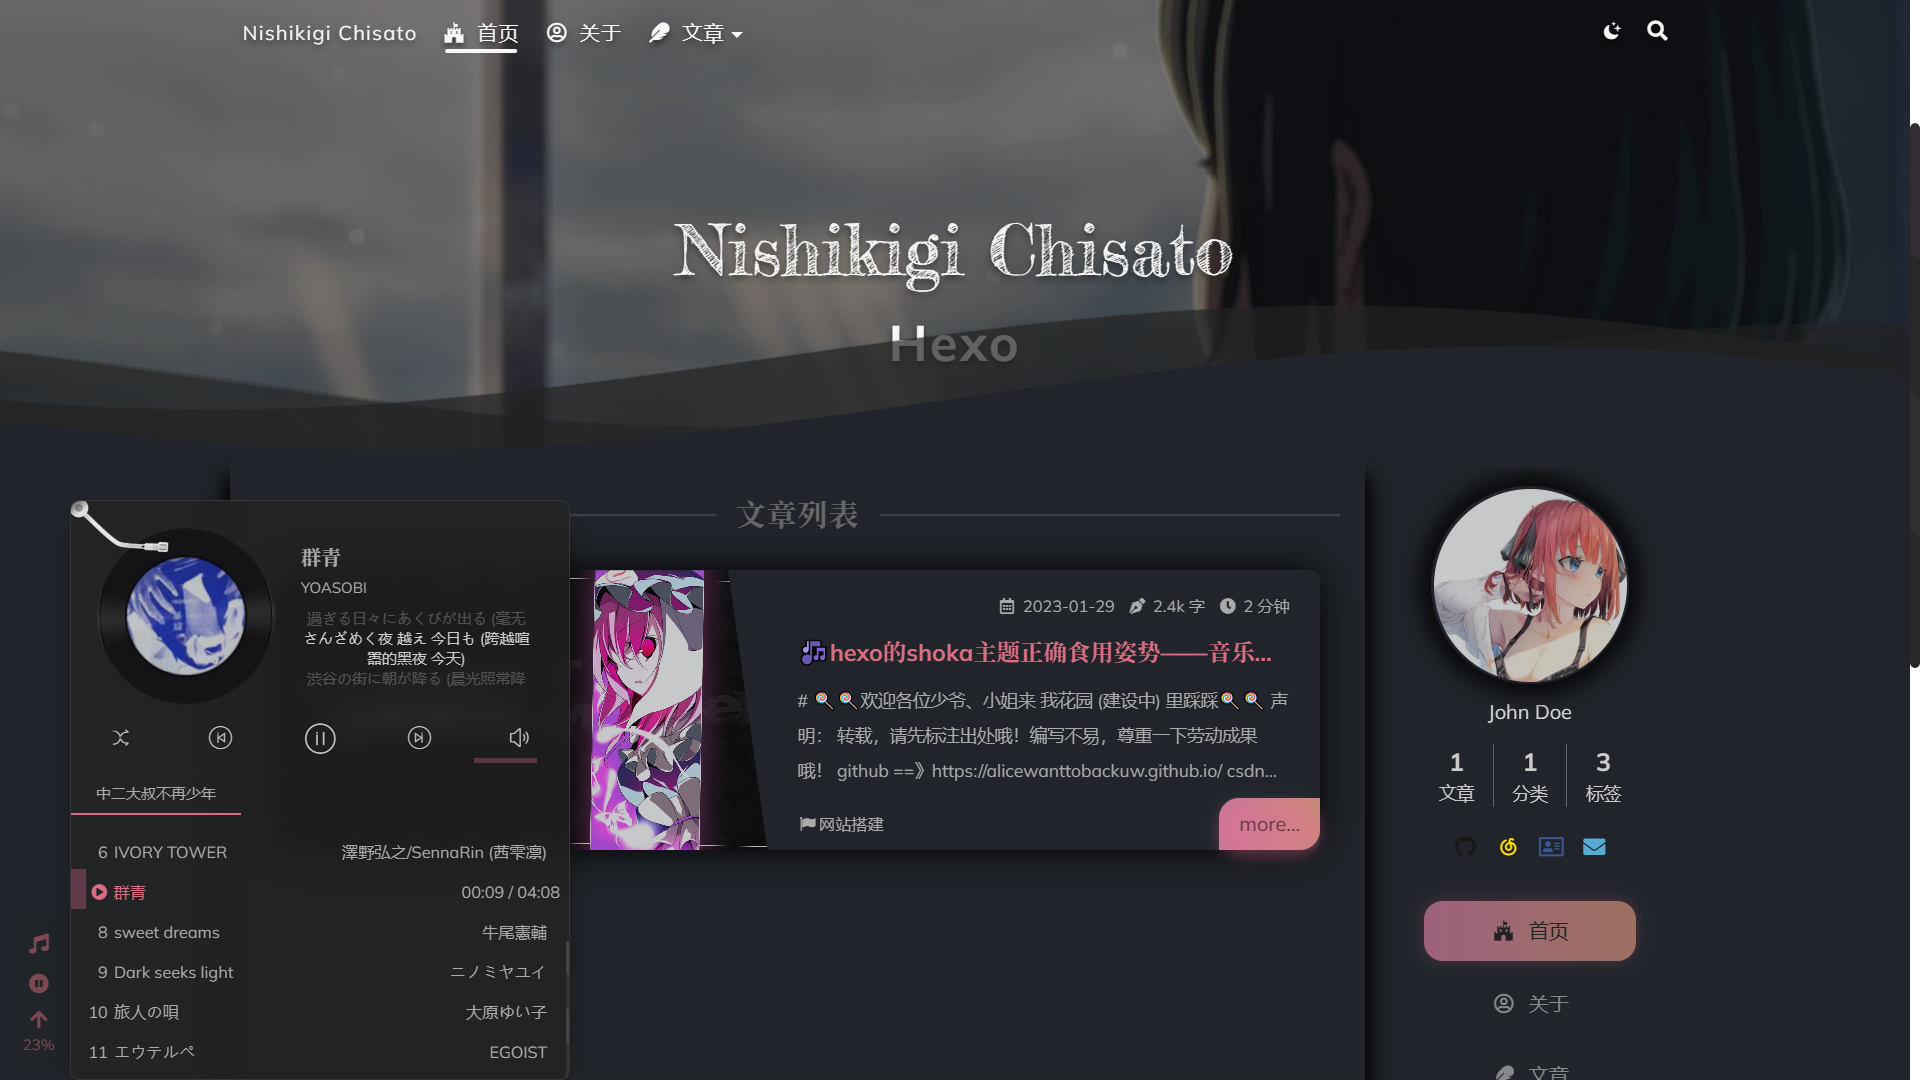 Nishikigi Chisato 首页 关于 文章
Nishikigi Chisato
Hexo
文章列表
群青
YOASOBI
過ぎる日々にあくびが出る (毫无
さんざめく夜 越え 今日も (跨越喧
嚣的黑夜 今天)
渋谷の街に朝が降る (晨光照常降
中二大叔不再少年
6 IVORY TOWER 澤野弘之/SennaRin (茜雫凛)
群青 00:09 / 04:08
8 sweet dreams 牛尾憲輔
9 Dark seeks light ニノミヤユイ
10 旅人の唄 大原ゆい子
11 エウテルペ EGOIST
23%
2023-01-29 2.4k 字 2 分钟
hexo的shoka主题正确食用姿势——音乐...
# 🍭🍭欢迎各位少爷、小姐来 我花园 (建设中) 里踩踩🍭🍭 声
明： 转载，请先标注出处哦！编写不易，尊重一下劳动成果
哦！ github ==》https://alicewanttobackuw.github.io/ csdn...
网站搭建
more...
John Doe
1 1 3
文章 分类 标签
首页
关于
文章